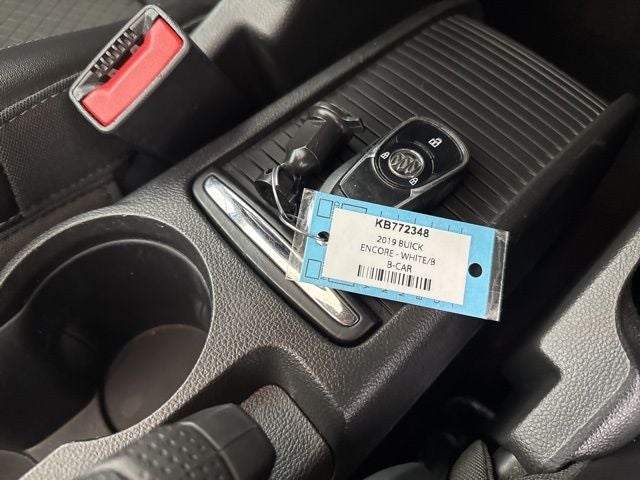 KB772348
2019 BUICK
ENCORE - WHITE/B
B-CAR